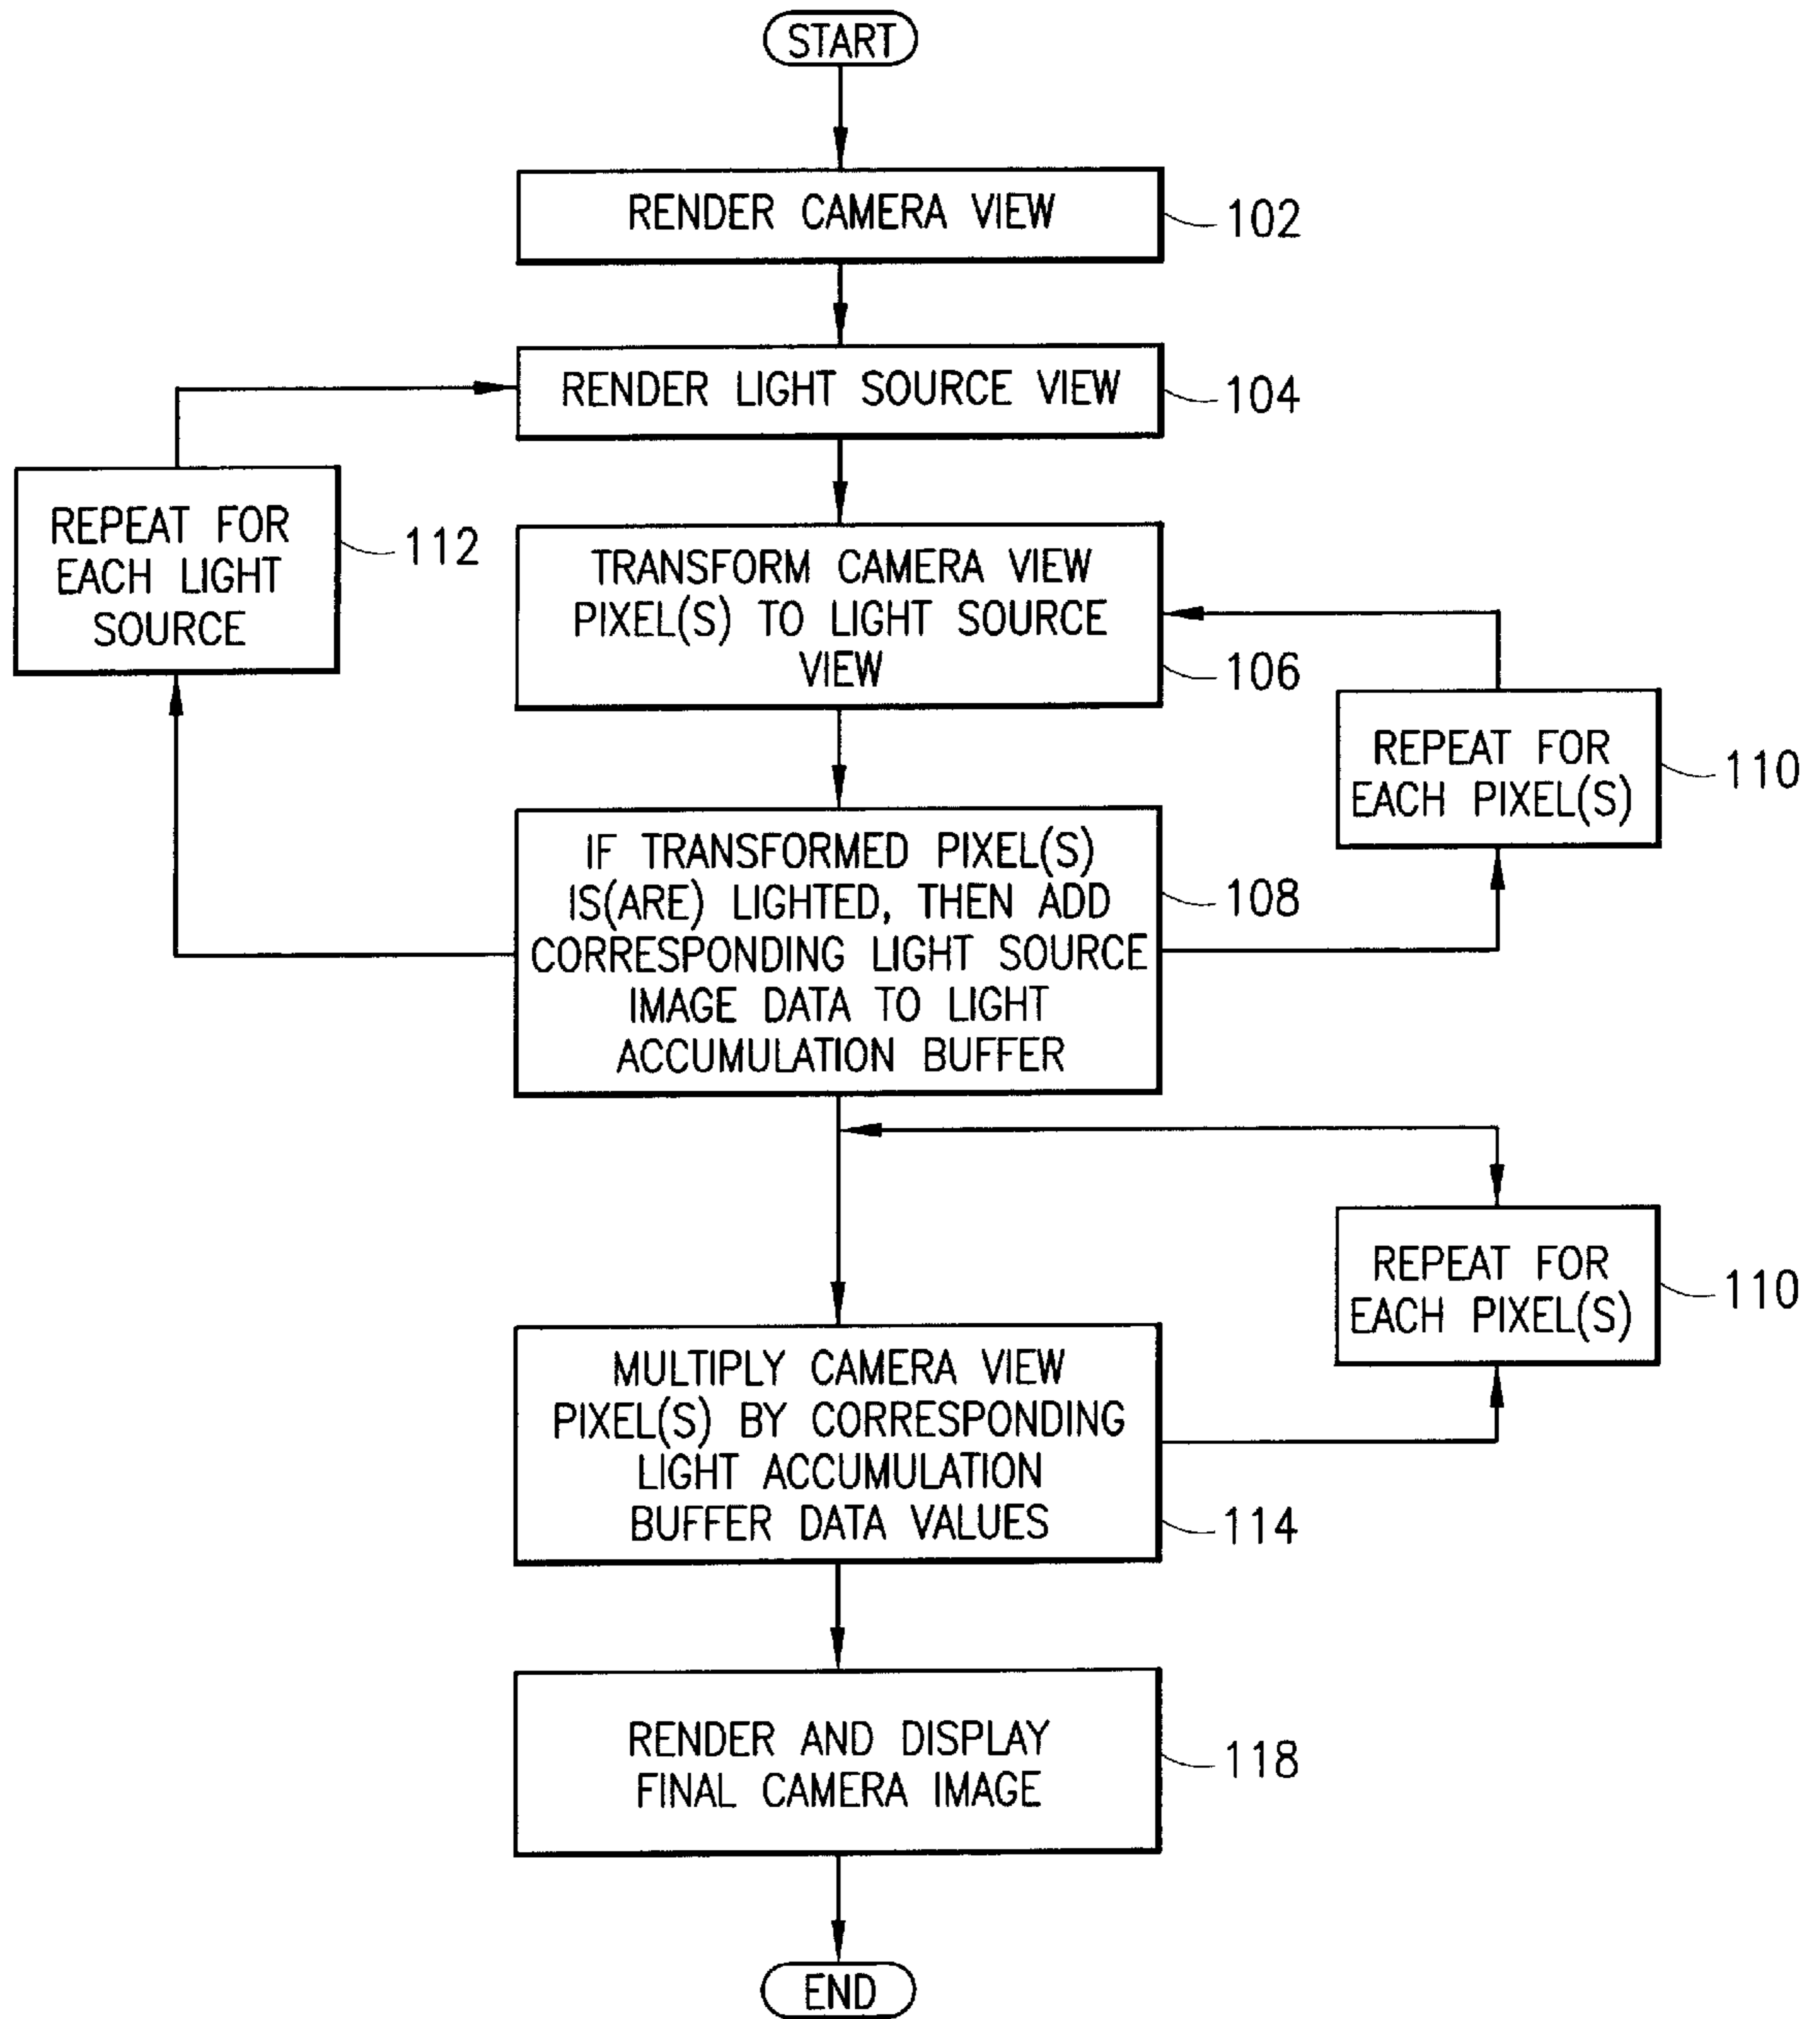 START
RENDER CAMERA VIEW
102
RENDER LIGHT SOURCE VIEW
104
REPEAT FOR
EACH LIGHT
SOURCE
112
TRANSFORM CAMERA VIEW
PIXEL(S) TO LIGHT SOURCE
VIEW
106
REPEAT FOR
EACH PIXEL(S)
110
IF TRANSFORMED PIXEL(S)
IS(ARE) LIGHTED, THEN ADD
CORRESPONDING LIGHT SOURCE
IMAGE DATA TO LIGHT
ACCUMULATION BUFFER
108
REPEAT FOR
EACH PIXEL(S)
110
MULTIPLY CAMERA VIEW
PIXEL(S) BY CORRESPONDING
LIGHT ACCUMULATION
BUFFER DATA VALUES
114
RENDER AND DISPLAY
FINAL CAMERA IMAGE
118
END